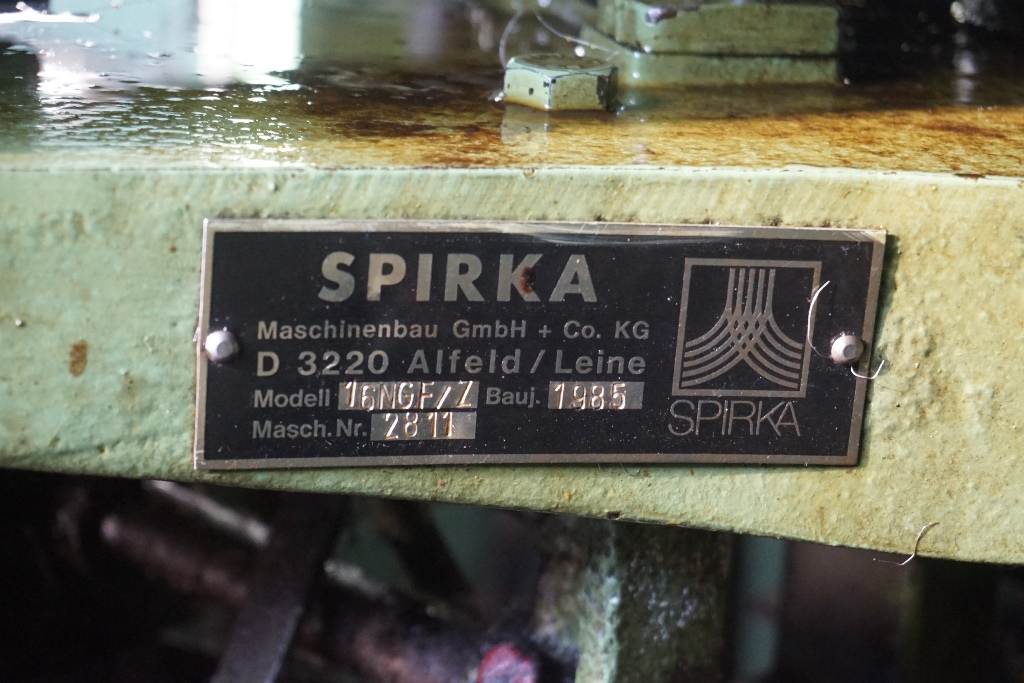 SPIRKA
Maschinenbau GmbH + Co. KG
D 3220 Alfeld/Leine
Modell 16NGF/Z Bauj. 1985
Masch.Nr. 2811
SPIRKA